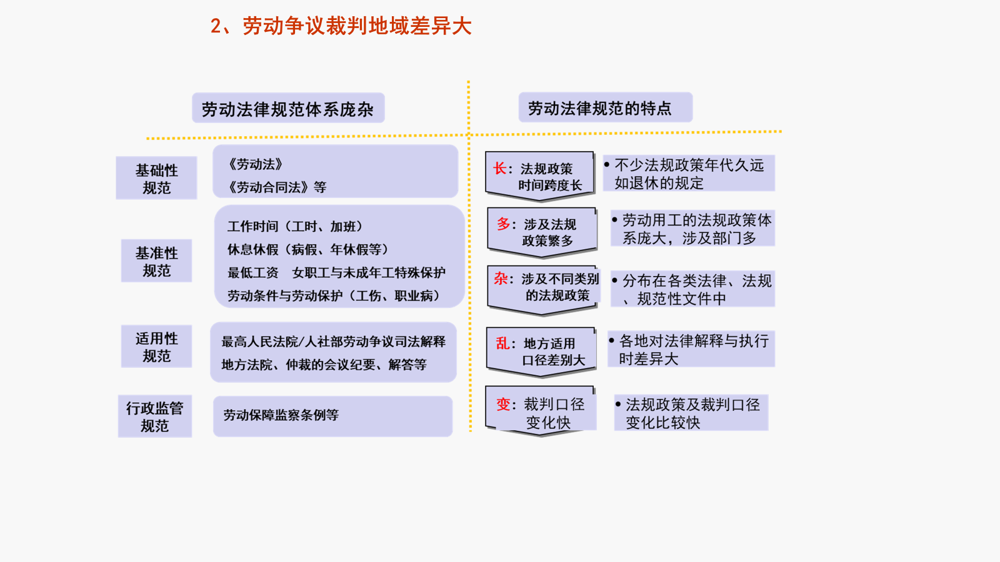 2、劳动争议裁判地域差异大
劳动法律规范体系庞杂
劳动法律规范的特点
基础性
规范
《劳动法》
《劳动合同法》等
基准性
规范
工作时间（工时、加班）
休息休假（病假、年休假等）
最低工资　女职工与未成年工特殊保护
劳动条件与劳动保护（工伤、职业病）
适用性
规范
最高人民法院/人社部劳动争议司法解释
地方法院、仲裁的会议纪要、解答等
行政监管
规范
劳动保障监察条例等
长：法规政策
时间跨度长
• 不少法规政策年代久远
如退休的规定
多：涉及法规
政策繁多
• 劳动用工的法规政策体
系庞大，涉及部门多
杂：涉及不同类别
的法规政策
• 分布在各类法律、法规
、规范性文件中
乱：地方适用
口径差别大
• 各地对法律解释与执行
时差异大
变：裁判口径
变化快
• 法规政策及裁判口径
变化比较快